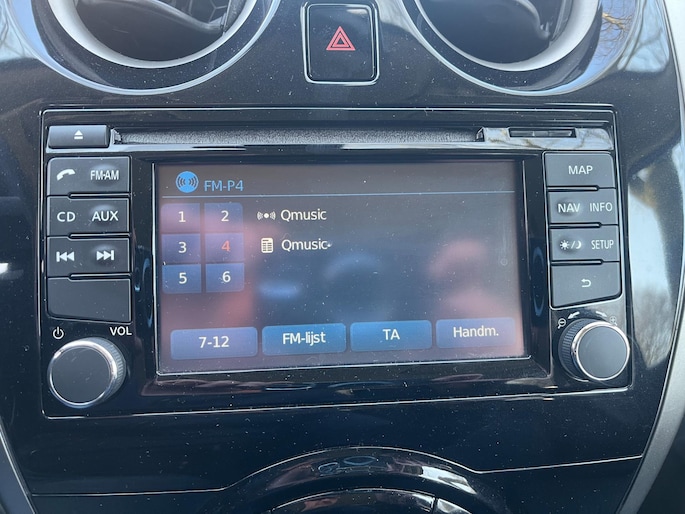 FM-AM
CD
AUX
VOL
FM-P4
1 2
3 4
5 6
Qmusic
Qmusic-
7-12
FM-lijst
TA
Handm.
MAP
NAV
INFO
SETUP